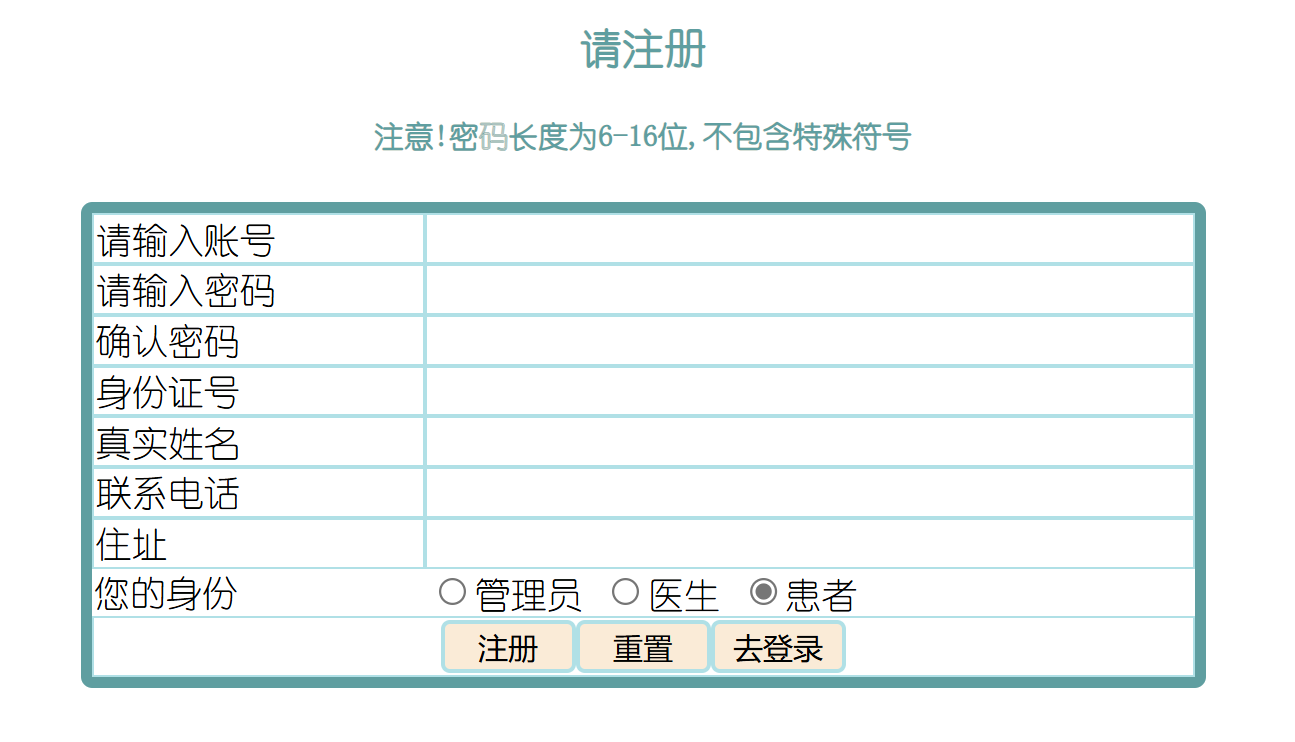 请注册
注意!密码长度为6-16位,不包含特殊符号
请输入账号
请输入密码
确认密码
身份证号
真实姓名
联系电话
住址
您的身份 管理员 医生 患者
注册 重置 去登录